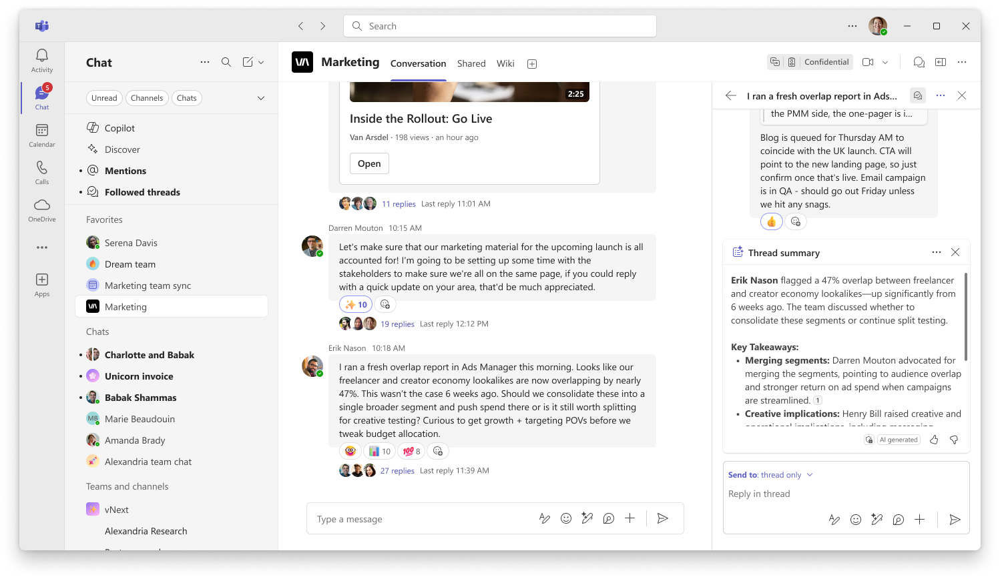 Search
Activity
5
Chat
Calendar
Calls
OneDrive
Apps
Chat
Unread
Channels
Chats
Copilot
Discover
Mentions
Followed threads
Favorites
Serena Davis
Dream team
Marketing team sync
Marketing
Chats
Charlotte and Babak
Unicorn invoice
Babak Shammas
MB
Marie Beaudouin
Amanda Brady
Alexandria team chat
Teams and channels
vNext
Alexandria Research
Marketing
Conversation
Shared
Wiki
Confidential
2:25
Inside the Rollout: Go Live
Van Arsdel · 198 views · an hour ago
Open
11 replies Last reply 11:01 AM
Darren Mouton 10:15 AM
Let's make sure that our marketing material for the upcoming launch is all
accounted for! I'm going to be setting up some time with the
stakeholders to make sure we're all on the same page, if you could reply
with a quick update on your area, that'd be much appreciated.
10
19 replies Last reply 12:12 PM
Erik Nason 10:18 AM
I ran a fresh overlap report in Ads Manager this morning. Looks like our
freelancer and creator economy lookalikes are now overlapping by nearly
47%. This wasn't the case 6 weeks ago. Should we consolidate these into a
single broader segment and push spend there or is it still worth splitting
for creative testing? Curious to get growth + targeting POVs before we
tweak budget allocation.
10
100 8
27 replies Last reply 11:39 AM
Type a message
I ran a fresh overlap report in Ads...
the PMM side, the one-pager is i...
Blog is queued for Thursday AM to
coincide with the UK launch. CTA will
point to the new landing page, so just
confirm once that's live. Email campaign
is in QA - should go out Friday unless
we hit any snags.
Thread summary
Erik Nason flagged a 47% overlap between freelancer
and creator economy lookalikes—up significantly from
6 weeks ago. The team discussed whether to
consolidate these segments or continue split testing.
Key Takeaways:
• Merging segments: Darren Mouton advocated for
merging the segments, pointing to audience overlap
and stronger return on ad spend when campaigns
are streamlined. 1
• Creative implications: Henry Bill raised creative and
operational implications, including messaging
AI generated
Send to: thread only
Reply in thread